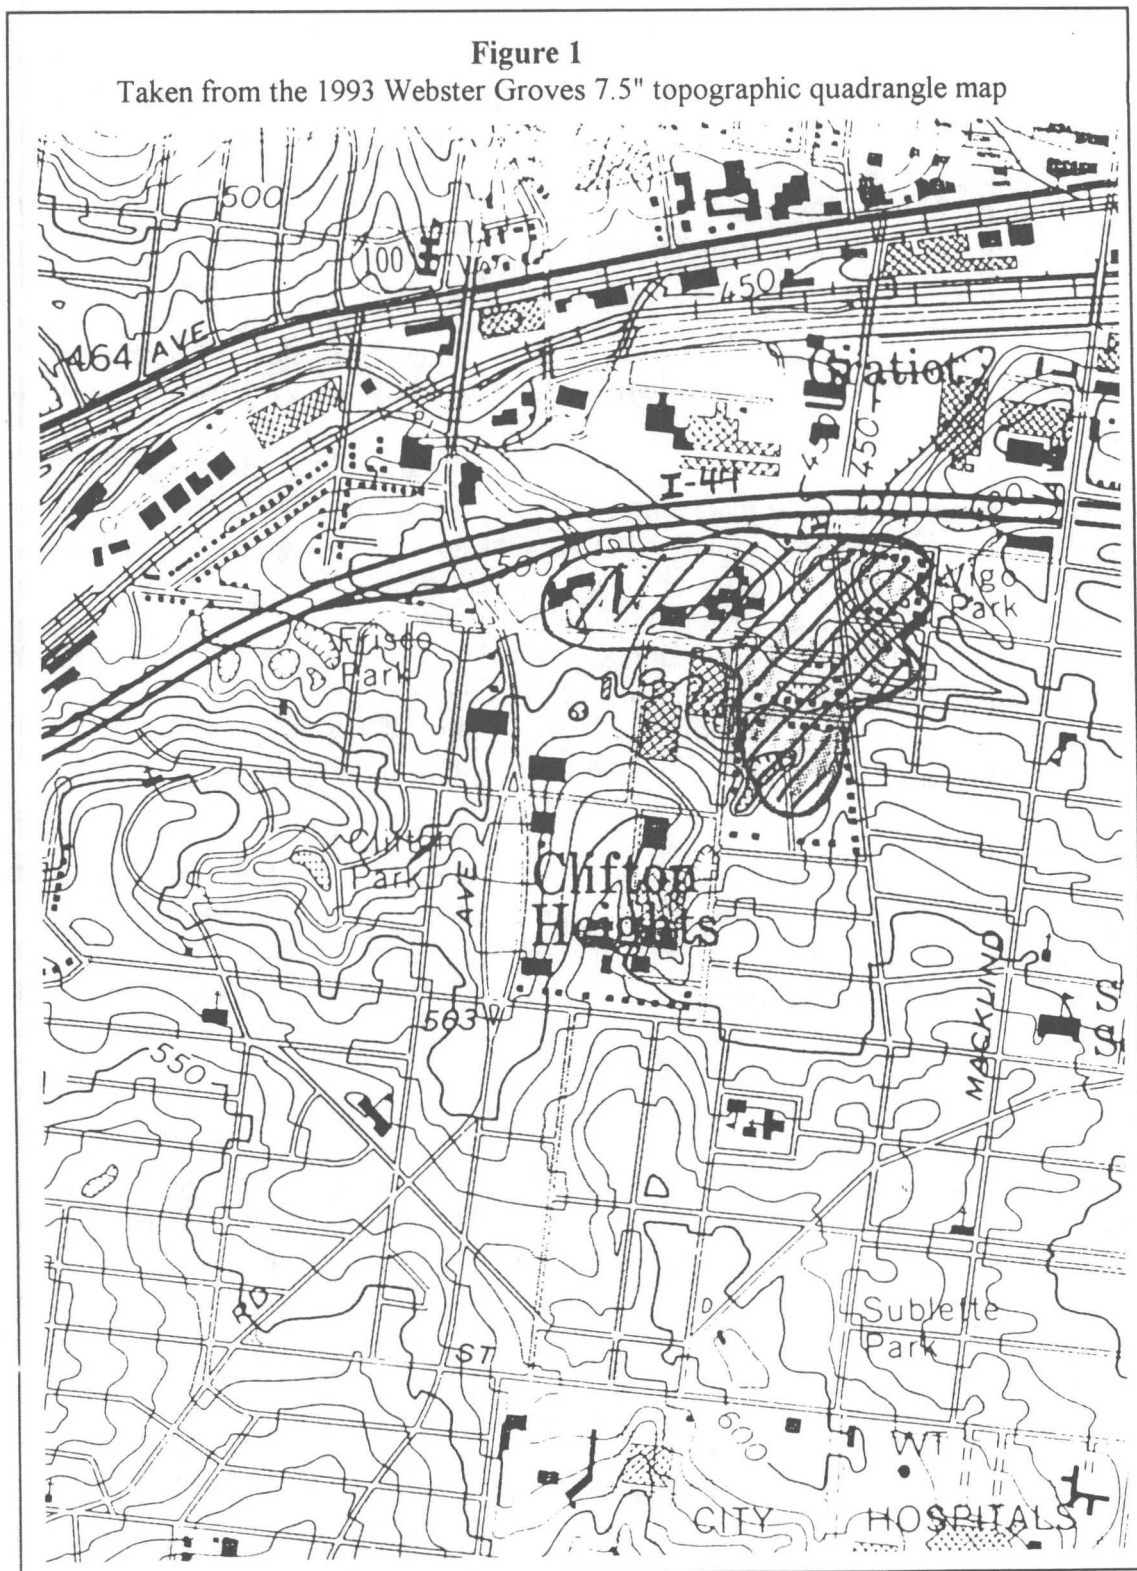 Figure 1
Taken from the 1993 Webster Groves 7.5" topographic quadrangle map
500
100
450
464 AVE
Gratiot
450
450
I-44
500
Vigo
Park
Frisco
Park
Clifton
Park
AVE
Clifton
Heights
MACKLIND
563
550
RD
Sublette
Park
ST
600
WT
CITY HOSPITALS